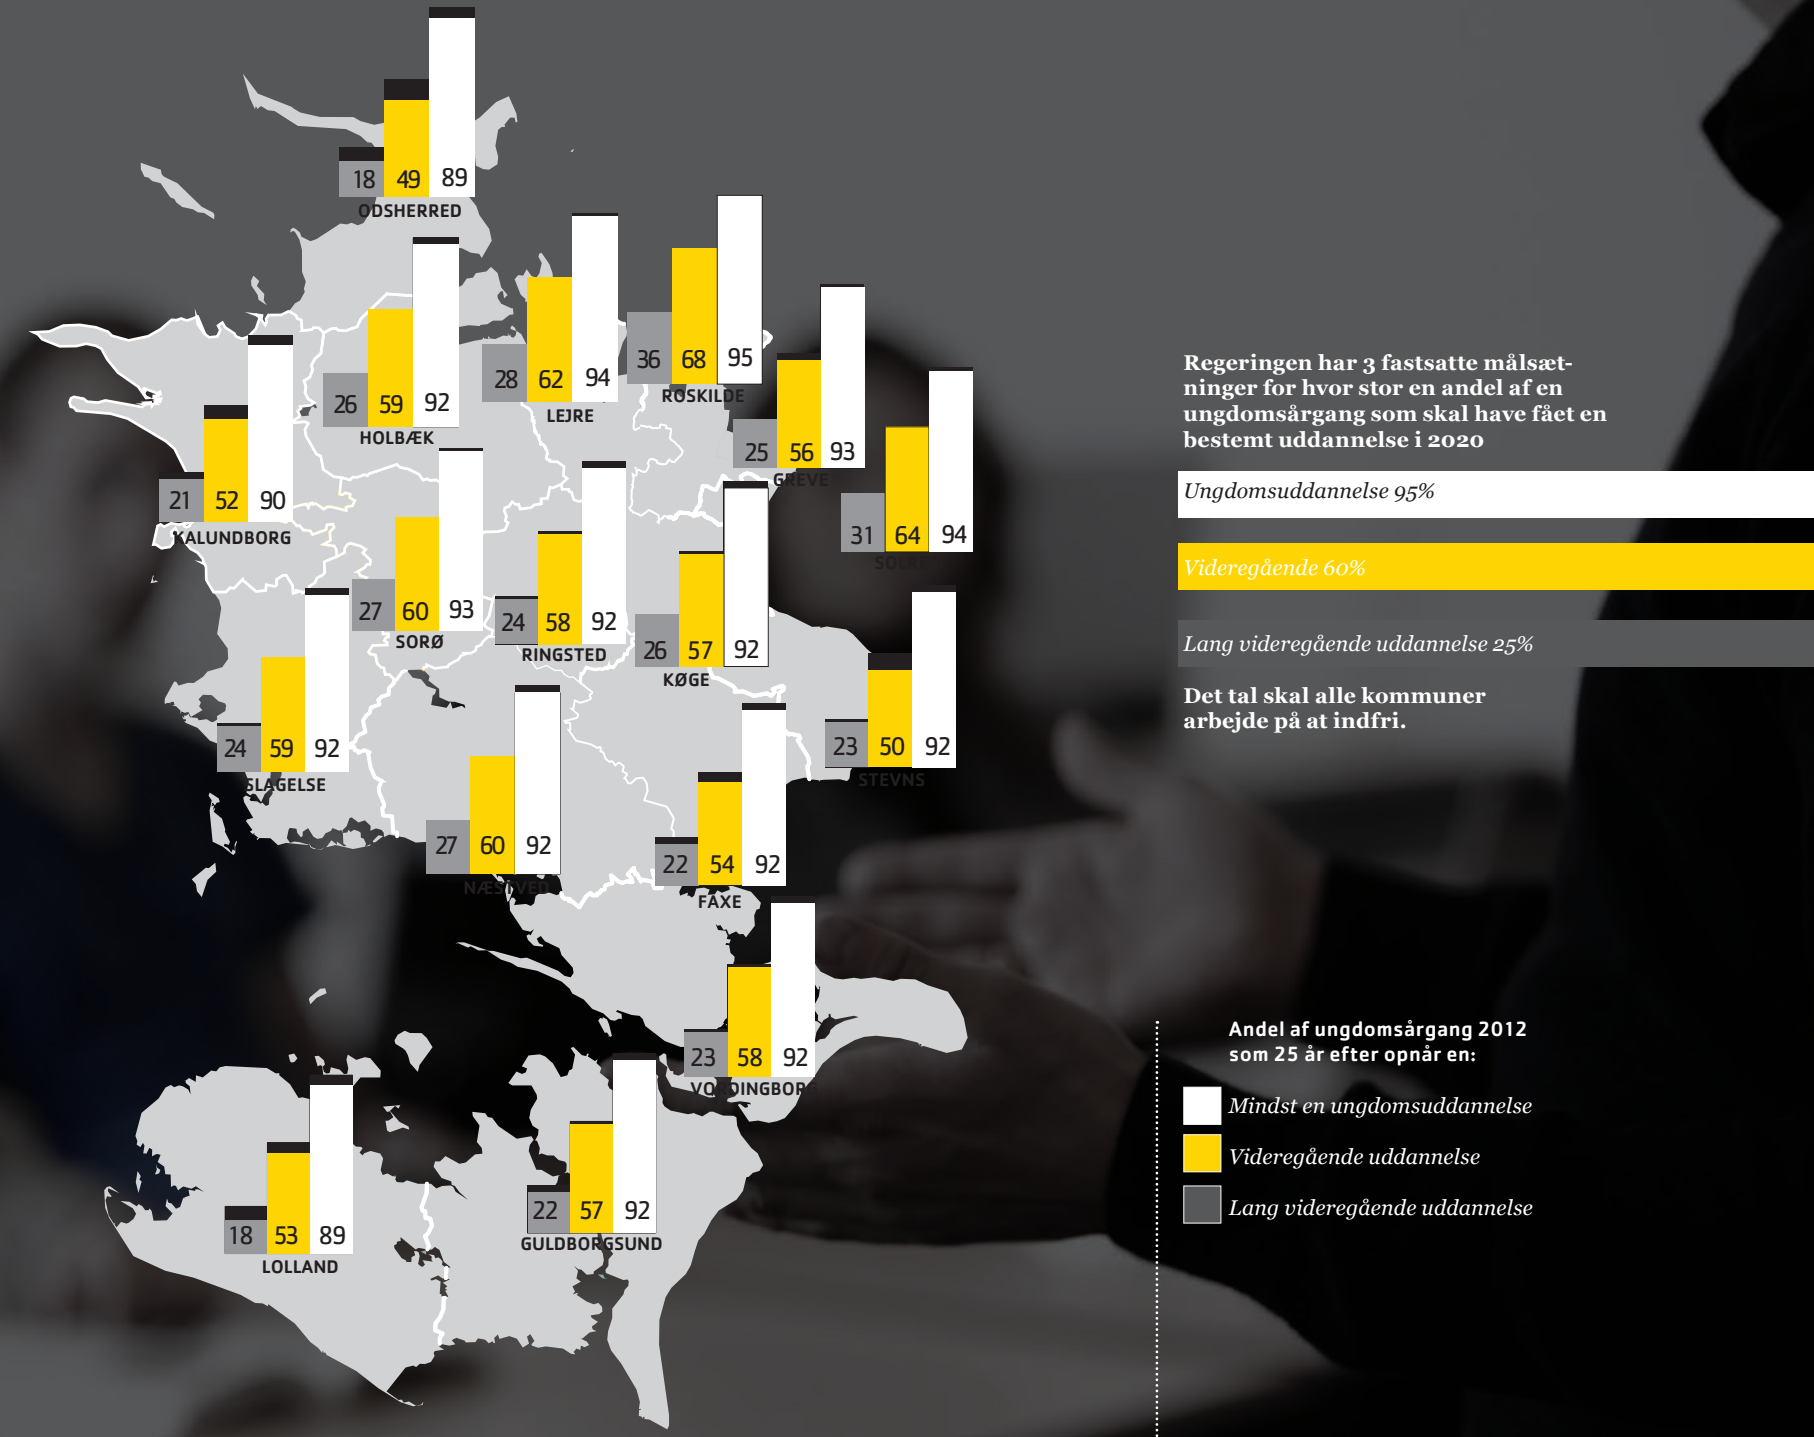 18 49 89
ODSHERRED
26 59 92
HOLBÆK
28 62 94
LEJRE
36 68 95
ROSKILDE
25 56 93
GREVE
21 52 90
KALUNDBORG
31 64 94
27 60 93
SORØ
24 58 92
RINGSTED
26 57 92
KØGE
24 59 92
SLAGELSE
23 50 92
STEVNS
27 60 92
NÆSTVED
22 54 92
FAXE
23 58 92
VORDINGBORG
18 53 89
LOLLAND
22 57 92
GULDBORGSUND
Regeringen har 3 fastsatte målsæt-
ninger for hvor stor en andel af en
ungdomsårgang som skal have fået en
bestemt uddannelse i 2020
Ungdomsuddannelse 95%
Videregående 60%
Lang videregående uddannelse 25%
Det tal skal alle kommuner
arbejde på at indfri.
Andel af ungdomsårgang 2012
som 25 år efter opnår en:
Mindst en ungdomsuddannelse
Videregående uddannelse
Lang videregående uddannelse